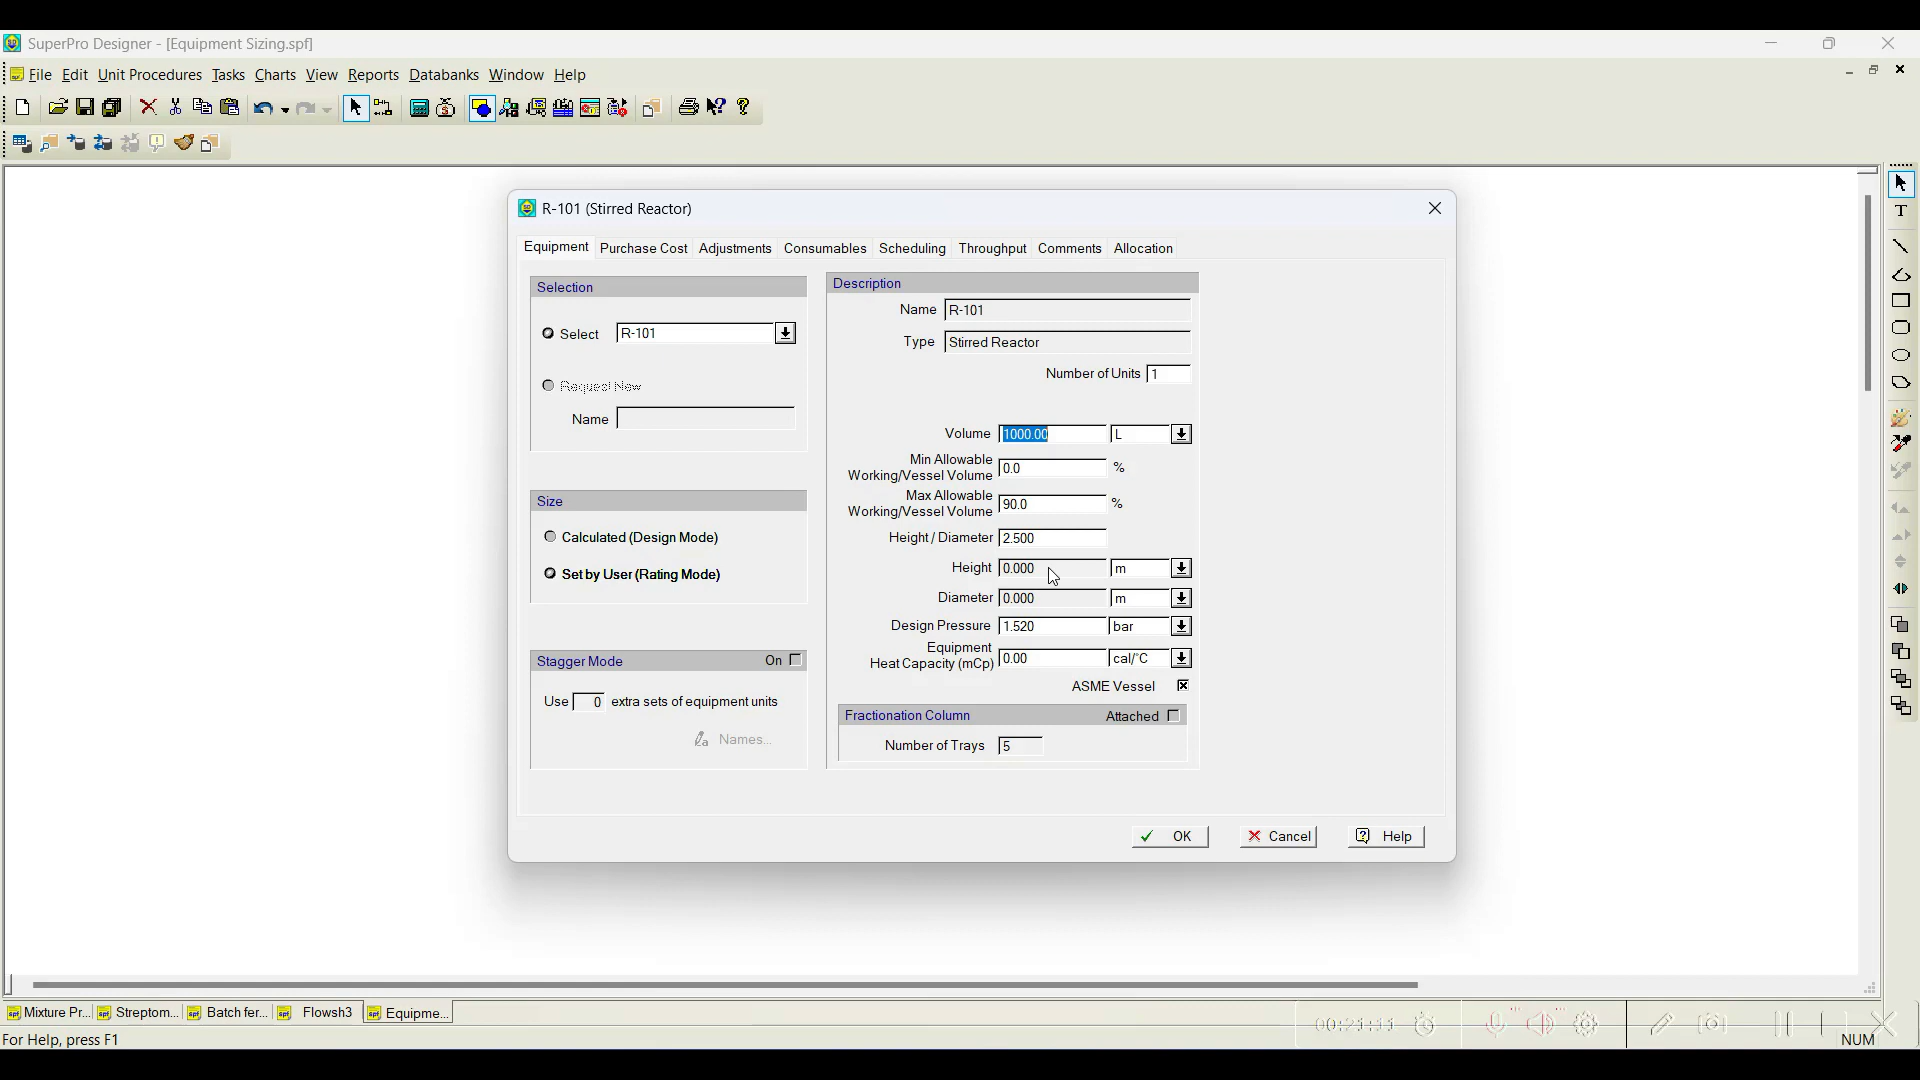 SuperPro Designer - [Equipment Sizing.spf]
File Edit Unit Procedures Tasks Charts View Reports Databanks Window Help
R-101 (Stirred Reactor)
Equipment Purchase Cost Adjustments Consumables Scheduling Throughput Comments Allocation
Selection
Select R-101
Request New
Name
Size
Calculated (Design Mode)
Set by User (Rating Mode)
Stagger Mode On
Use 0 extra sets of equipment units
Names...
Description
Name R-101
Type Stirred Reactor
Number of Units 1
Volume 1000.00 L
Min Allowable
Working/Vessel Volume 0.0 %
Max Allowable
Working/Vessel Volume 90.0 %
Height / Diameter 2.500
Height 0.000 m
Diameter 0.000 m
Design Pressure 1.520 bar
Equipment
Heat Capacity (mCp) 0.00 cal/°C
ASME Vessel
Fractionation Column Attached
Number of Trays 5
OK Cancel Help
Mixture Pr... Streptom... Batch fer... Flowsh3 Equipme...
For Help, press F1
NUM